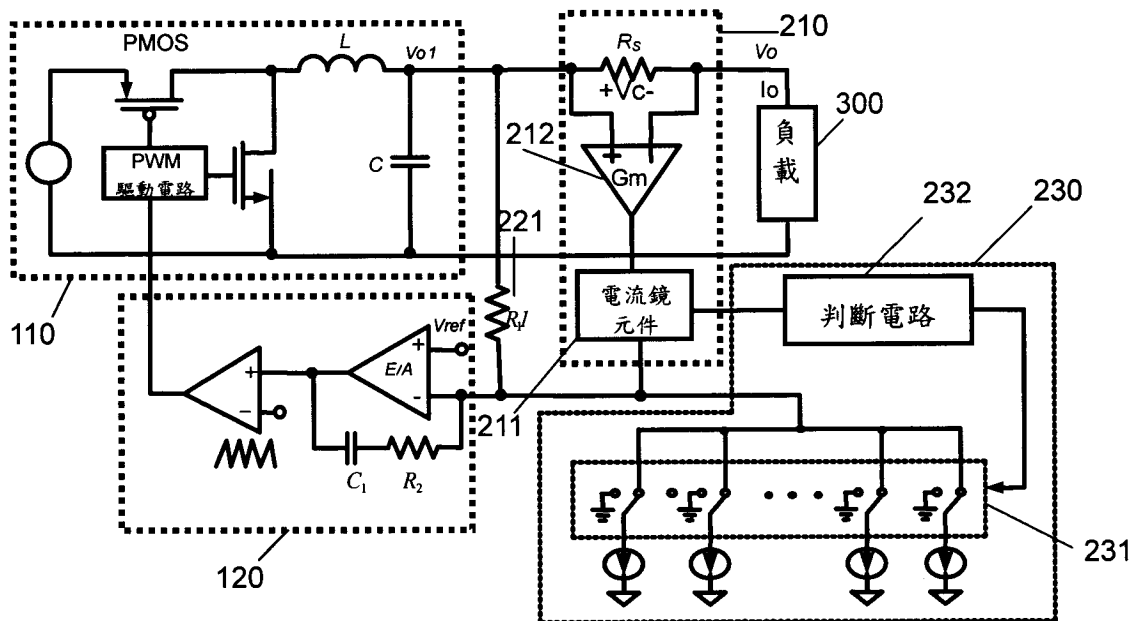 PMOS
L
Vo1
Rs
+Vc-
Vo
Io
210
212
+
Gm
300
負載
PWM
驅動電路
C
221
232
230
電流鏡
元件
判斷電路
110
Vref
+
E/A
-
+
-
211
C1
R2
120
231